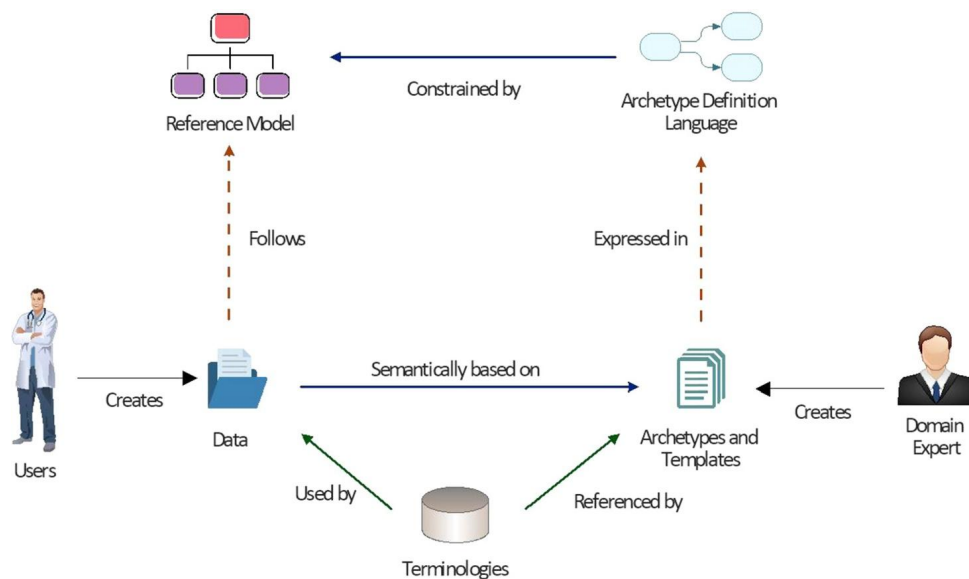 Constrained by
Reference Model
Archetype Definition
Language
Follows
Expressed in
Semantically based on
Creates
Creates
Users
Data
Archetypes and
Templates
Domain
Expert
Used by
Referenced by
Terminologies